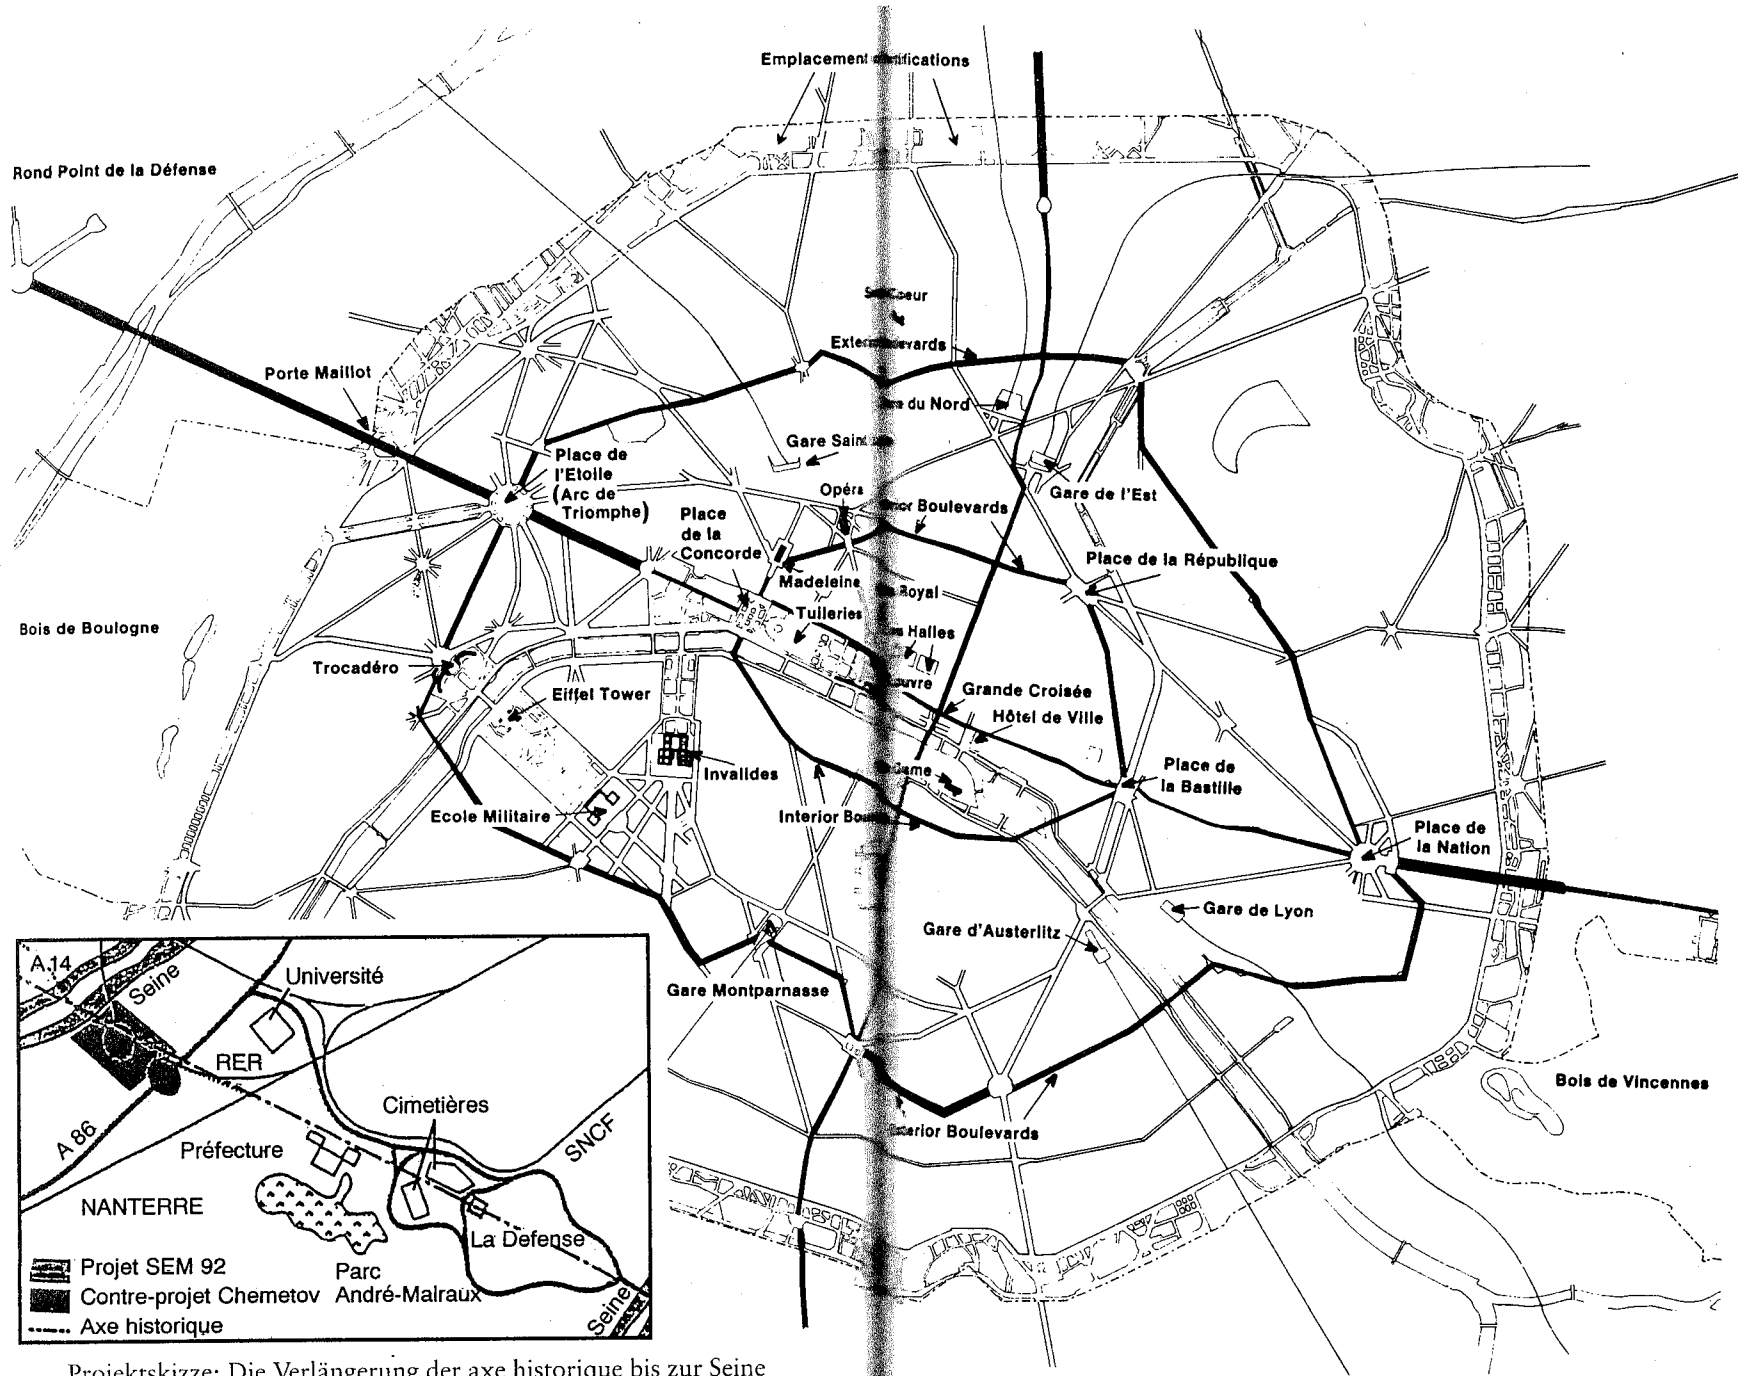 Emplacement
Rond Point de la Défense
Porte Maillot
du Nord
Gare
Place de
l'Etoile
(Arc de
Triomphe)
Opéra
Gare de l'Est
Boulevards
Place
de la
Concorde
Place de la République
Madeleine
Royal
Tuileries
Halles
Bois de Boulogne
Trocadéro
Eiffel Tower
Grande Croisée
Hôtel de Ville
Invalides
Place de
la Bastille
Ecole Militaire
Interior
Place de
la Nation
Gare de Lyon
Gare d'Austerlitz
Gare Montparnasse
Bois de Vincennes
Boulevards
A 14
Seine
Université
RER
Cimetières
A 86
Préfecture
SNCF
NANTERRE
La Defense
Projet SEM 92
Parc
André-Malraux
Contre-projet Chemetov
Axe historique
Seine
Projektskizze: Die Verlängerung der axe historique bis zur Seine